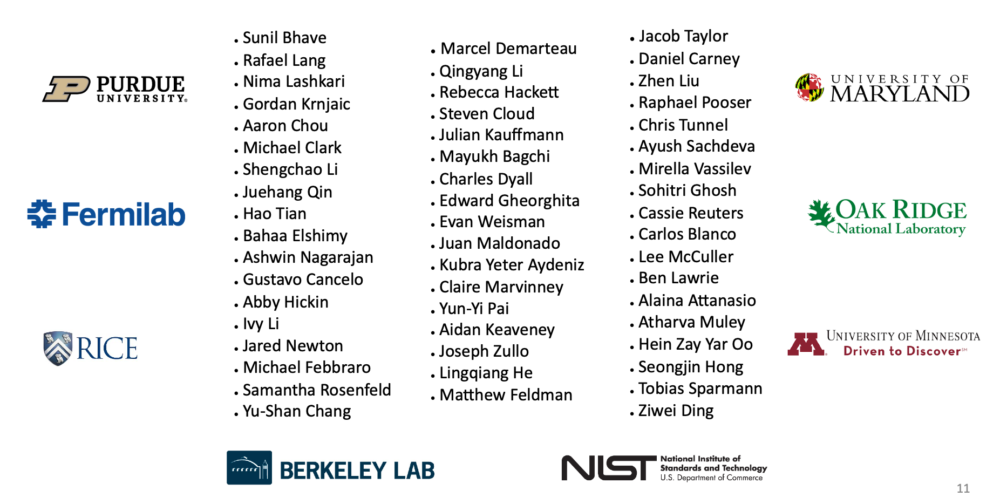 PURDUE
UNIVERSITY®
Fermilab
RICE
• Sunil Bhave
• Rafael Lang
• Nima Lashkari
• Gordan Krnjaic
• Aaron Chou
• Michael Clark
• Shengchao Li
• Juehang Qin
• Hao Tian
• Bahaa Elshimy
• Ashwin Nagarajan
• Gustavo Cancelo
• Abby Hickin
• Ivy Li
• Jared Newton
• Michael Febbraro
• Samantha Rosenfeld
• Yu-Shan Chang
• Marcel Demarteau
• Qingyang Li
• Rebecca Hackett
• Steven Cloud
• Julian Kauffmann
• Mayukh Bagchi
• Charles Dyall
• Edward Gheorghita
• Evan Weisman
• Juan Maldonado
• Kubra Yeter Aydeniz
• Claire Marvinney
• Yun-Yi Pai
• Aidan Keaveney
• Joseph Zullo
• Lingqiang He
• Matthew Feldman
• Jacob Taylor
• Daniel Carney
• Zhen Liu
• Raphael Pooser
• Chris Tunnel
• Ayush Sachdeva
• Mirella Vassilev
• Sohitri Ghosh
• Cassie Reuters
• Carlos Blanco
• Lee McCuller
• Ben Lawrie
• Alaina Attanasio
• Atharva Muley
• Hein Zay Yar Oo
• Seongjin Hong
• Tobias Sparmann
• Ziwei Ding
UNIVERSITY OF
MARYLAND
OAK RIDGE
National Laboratory
UNIVERSITY OF MINNESOTA
Driven to Discover℠
BERKELEY LAB
NIST
National Institute of
Standards and Technology
U.S. Department of Commerce
11